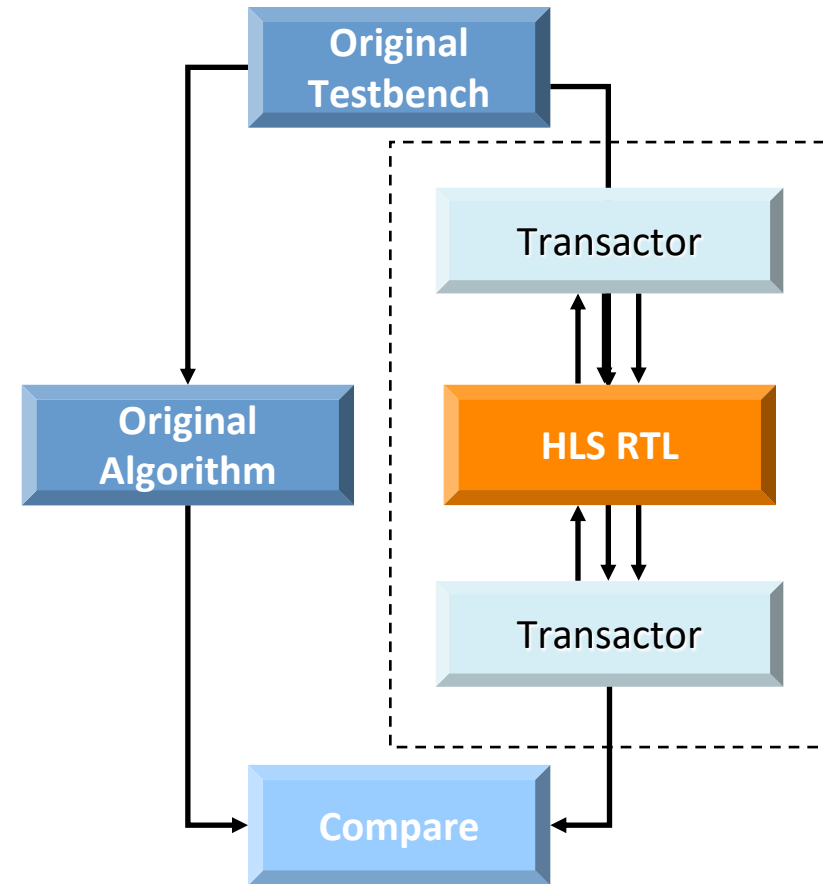 Original
Testbench
Transactor
Original
Algorithm
HLS RTL
Transactor
Compare